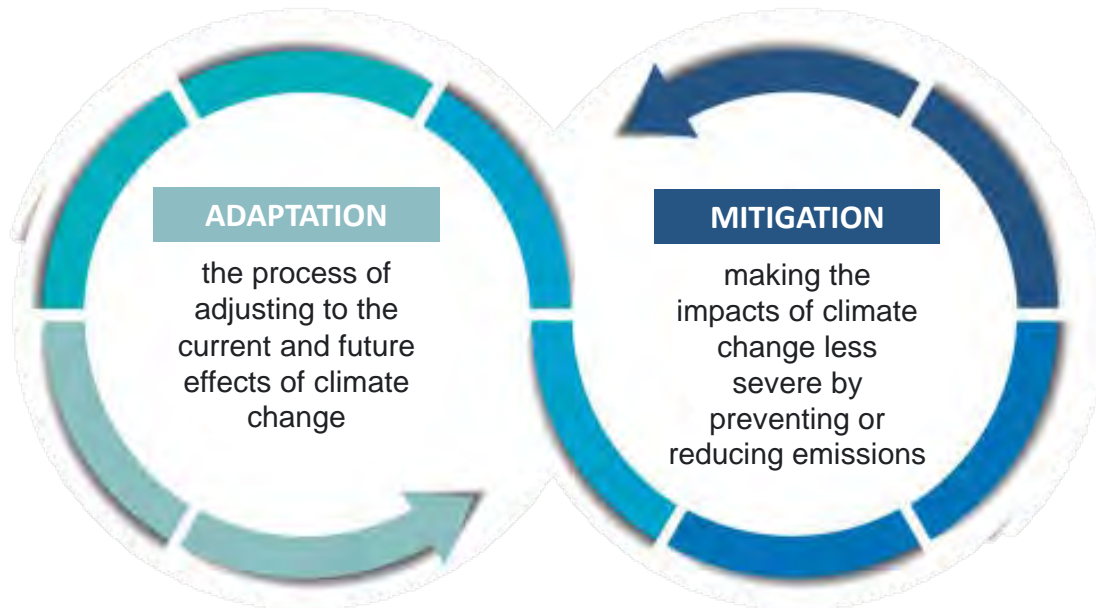 ADAPTATION
the process of
adjusting to the
current and future
effects of climate
change
MITIGATION
making the
impacts of climate
change less
severe by
preventing or
reducing emissions